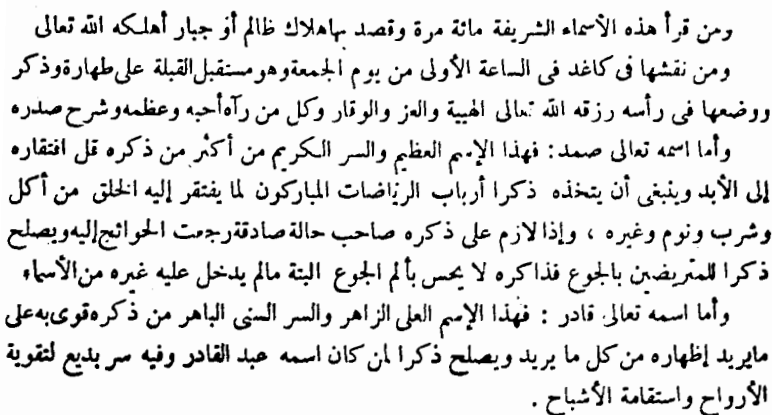 ومن قرأ هذه الأسماء الشريفة مائة مرة وقصد بهاهلاك ظالم أو جبار أهلكه الله تعالى
ومن نقشها فى كاغد فى الساعة الأولى من يوم الجمعةوهومستقبل القبلة على طهارةوذكر
ووضعها فى رأسه رزقه الله تعالى الهيبة والعز والوقار وكل من رآه أحبه وعظمه وشرح صدره
وأما اسمه تعالى صمد : فهذا الإسم العظيم والسر الكريم من أكثر من ذكره قل افتقاره
إلى الأبد وينبغى أن يتخذه ذكرا أرباب الرياضات المباركون لما يفتقر إليه الخلق من أكل
وشرب ونوم وغيره ، وإذا لازم على ذكره صاحب حالة صادقة رجعت الحوائج إليه ويصلح
ذكرا للمتريضين بالجوع فذاكره لا يحس بألم الجوع البتة مالم يدخل عليه غيره من الأسماء
وأما اسمه تعالى قادر : فهذا الإسم العلى الزاهر والسر السنى الباهر من ذكره قوى به على
مايريد إظهاره من كل ما يريد ويصلح ذكرا لمن كان اسمه عبد القادر وفيه سر بديع لتقوية
الأرواح واستقامة الأشباح .